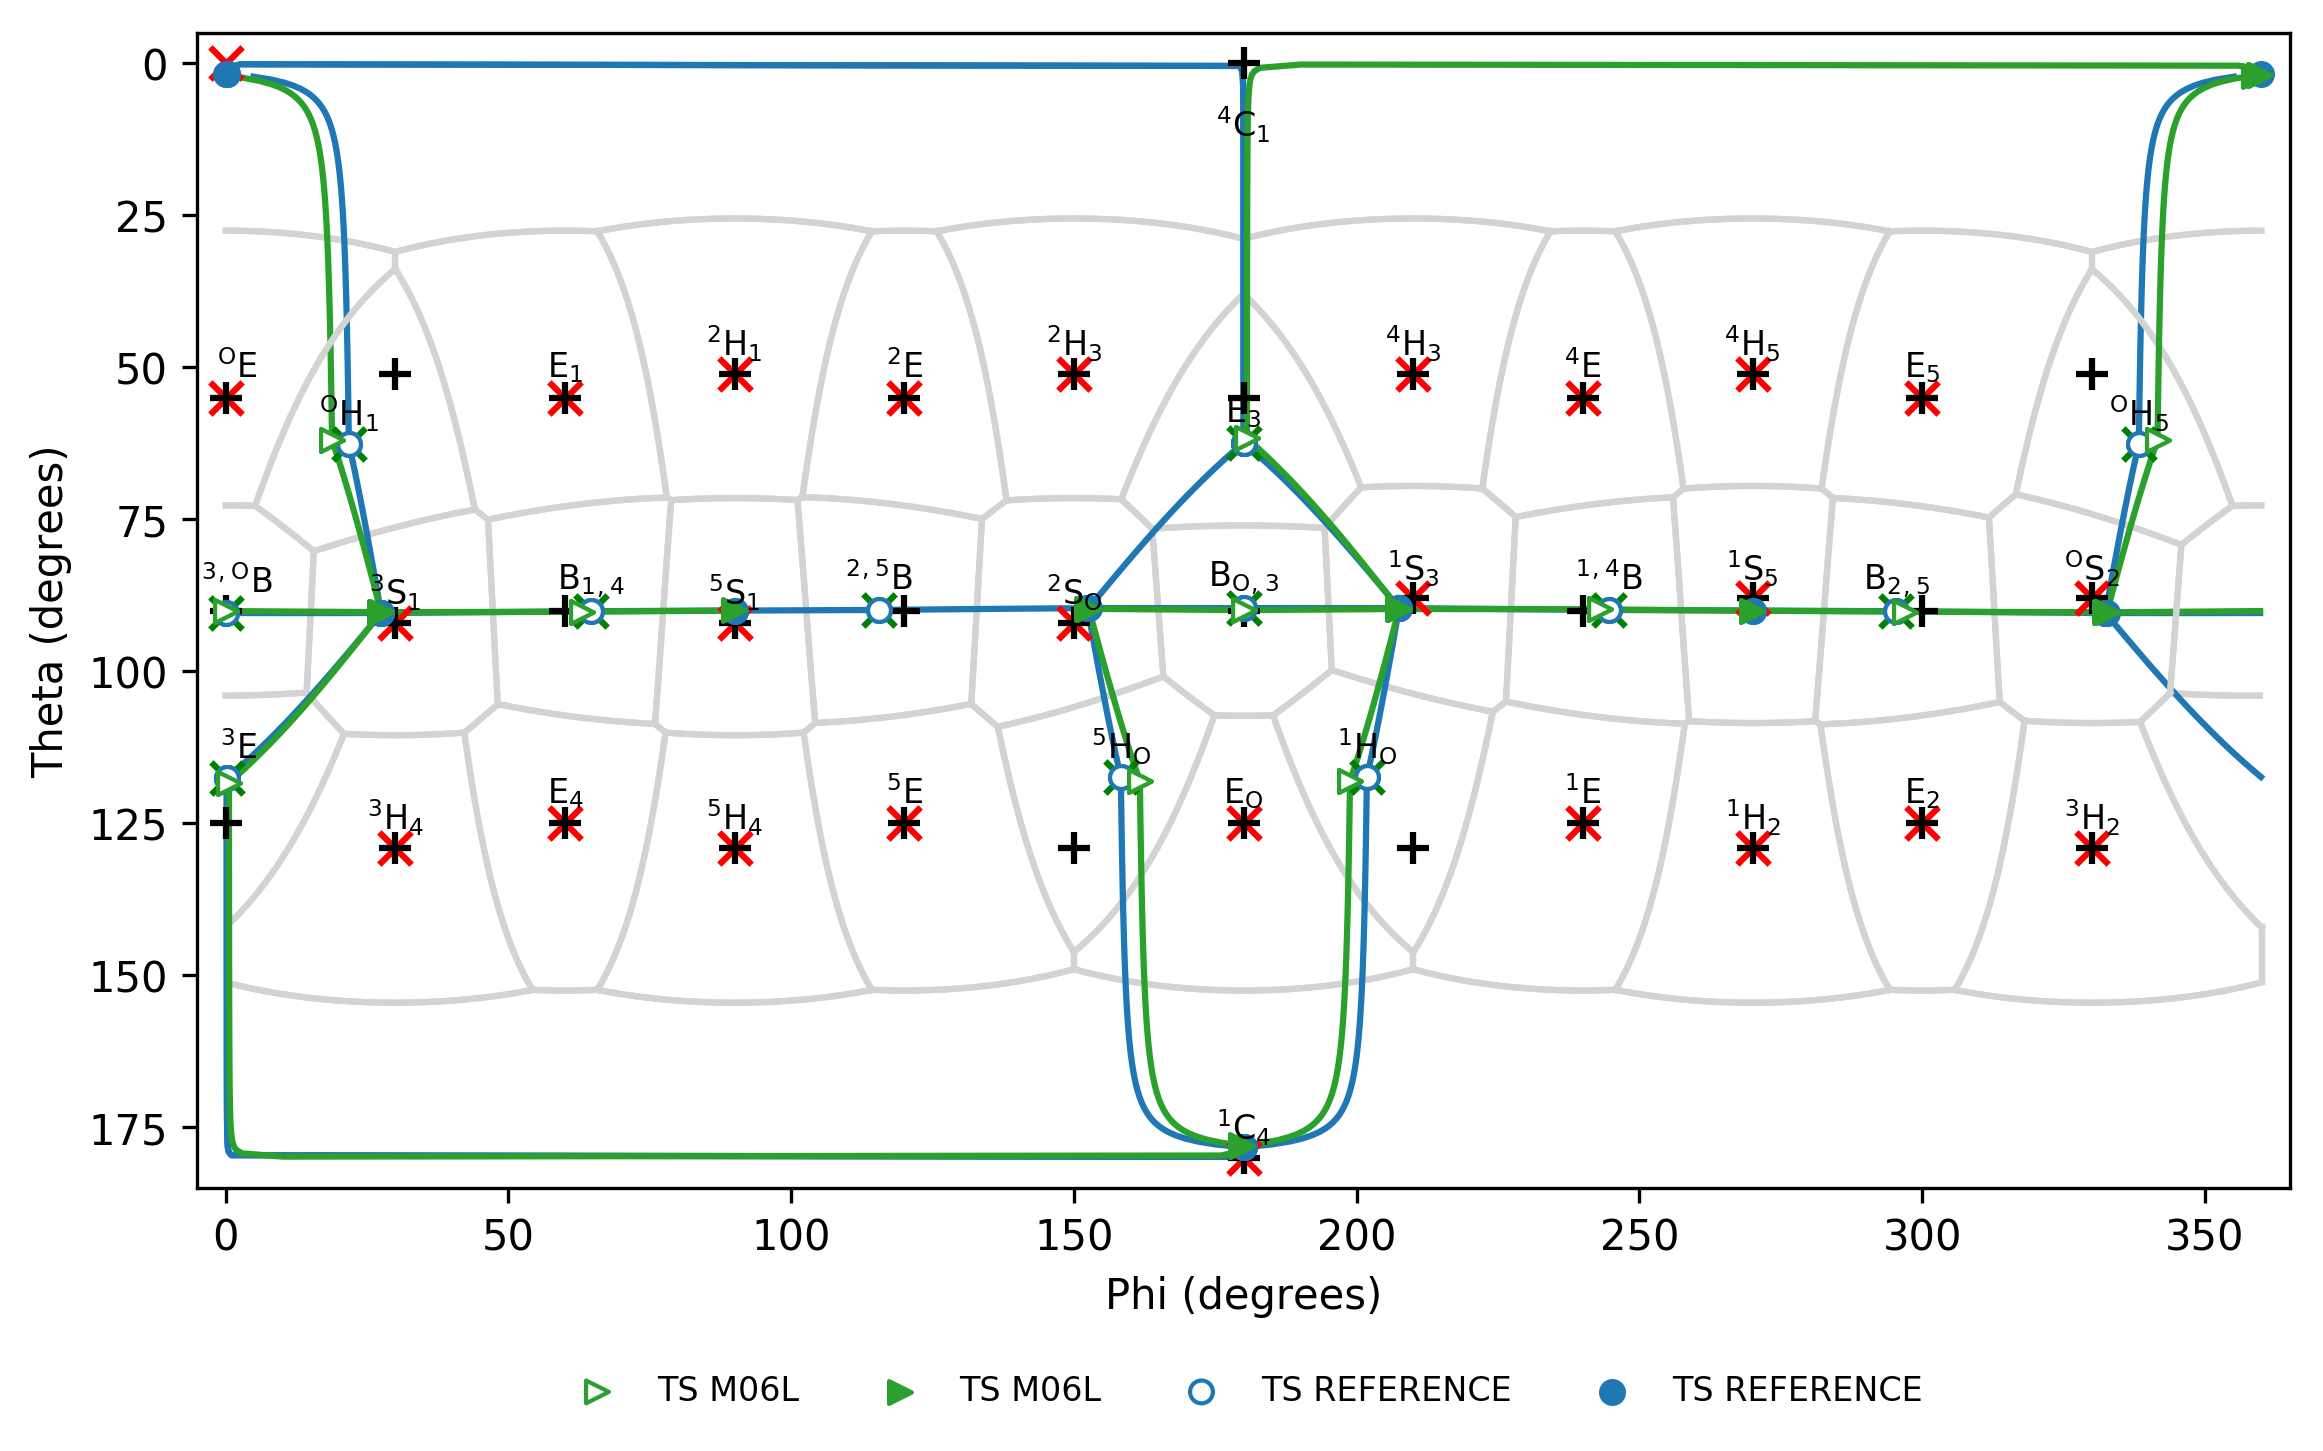 0
25
50
75
100
125
150
175
Theta (degrees)
⁴C₁
ᴼE
E₁
²H₁
²E
²H₃
⁴H₃
⁴E
⁴H₅
E₅
ᴼH₁
E₃
ᴼH₅
³,ᴼB
³S₁
B₁,₄
⁵S₁
²,⁵B
²Sₒ
Bₒ,₃
¹S₃
¹,⁴B
¹S₅
B₂,₅
ᴼS₂
³E
⁵Hₒ
¹Hₒ
³H₄
E₄
⁵H₄
⁵E
Eₒ
¹E
¹H₂
E₂
³H₂
¹C₄
0 50 100 150 200 250 300 350
Phi (degrees)
TS M06L TS M06L TS REFERENCE TS REFERENCE